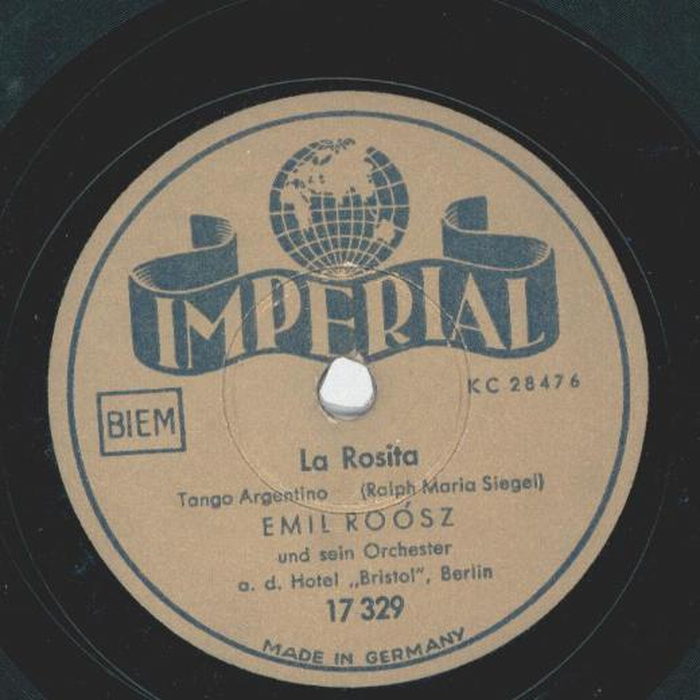 IMPERIAL
KC 28476
BIEM
La Rosita
Tango Argentino (Ralph Maria Siegel)
EMIL ROÓSZ
und sein Orchester
a. d. Hotel „Bristol”, Berlin
17 329
MADE IN GERMANY